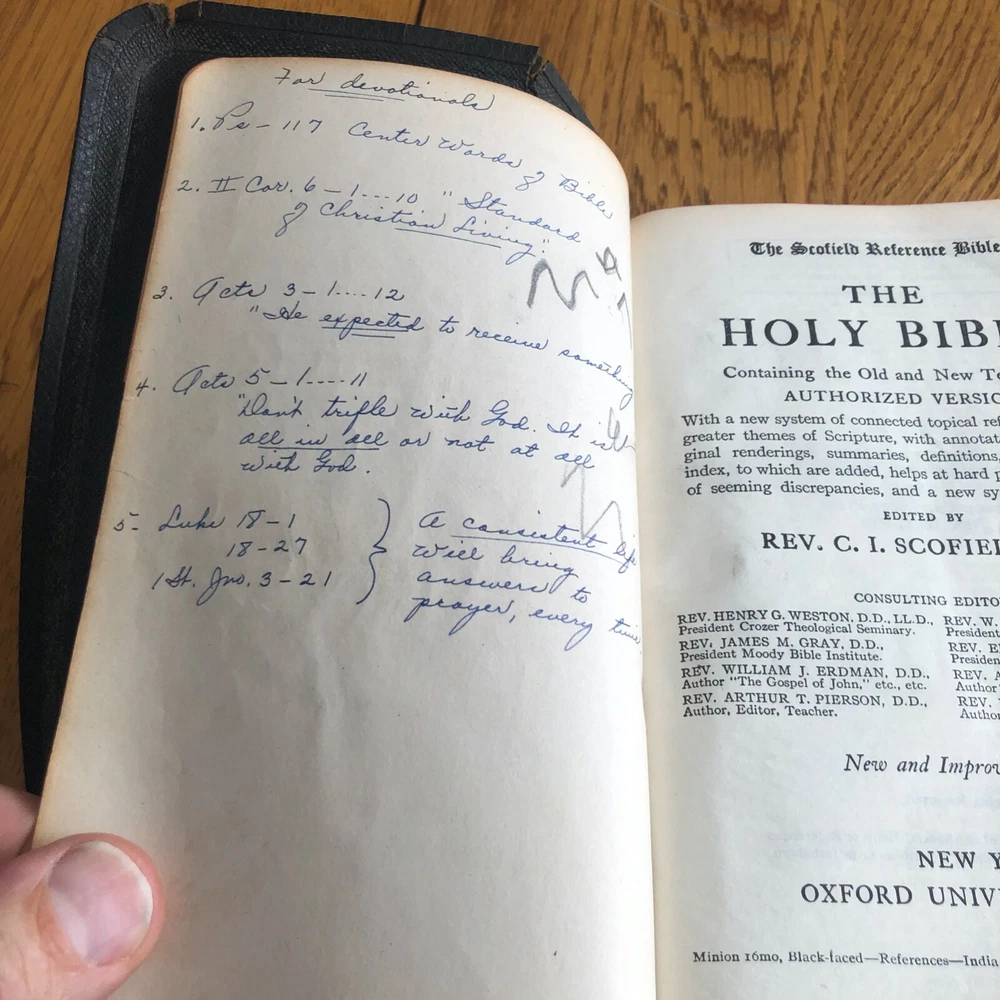 For devotionals
1. Ps - 117 Center Words of Bible
2. II Cor. 6 - 1...10 "Standard
of Christian Living".
3. Acts 3 - 1....12
"He expected to receive something
4. Acts 5 - 1....11
"Don't trifle with God. It is
all in all or not at all
with God.
5- Luke 18-1
18-27
1 St. Jno. 3-21
A consistent life
will bring
answers to
prayer, every time.
The Scofield Reference Bible
THE
HOLY BIB
Containing the Old and New Te
AUTHORIZED VERSIO
With a new system of connected topical ref
greater themes of Scripture, with annotat
ginal renderings, summaries, definitions,
index, to which are added, helps at hard p
of seeming discrepancies, and a new sy
EDITED BY
REV. C. I. SCOFIEL
CONSULTING EDITO
REV. HENRY G. WESTON, D.D., LL.D.,
President Crozer Theological Seminary.
REV. JAMES M. GRAY, D.D.,
President Moody Bible Institute.
REV. WILLIAM J. ERDMAN, D.D.,
Author "The Gospel of John," etc., etc.
REV. ARTHUR T. PIERSON, D.D.,
Author, Editor, Teacher.
REV. W.
President
REV. E
Presiden
REV. A
Author
REV.
Autho
New and Improv
NEW Y
OXFORD UNIV
Minion 16mo, Black-faced—References—India